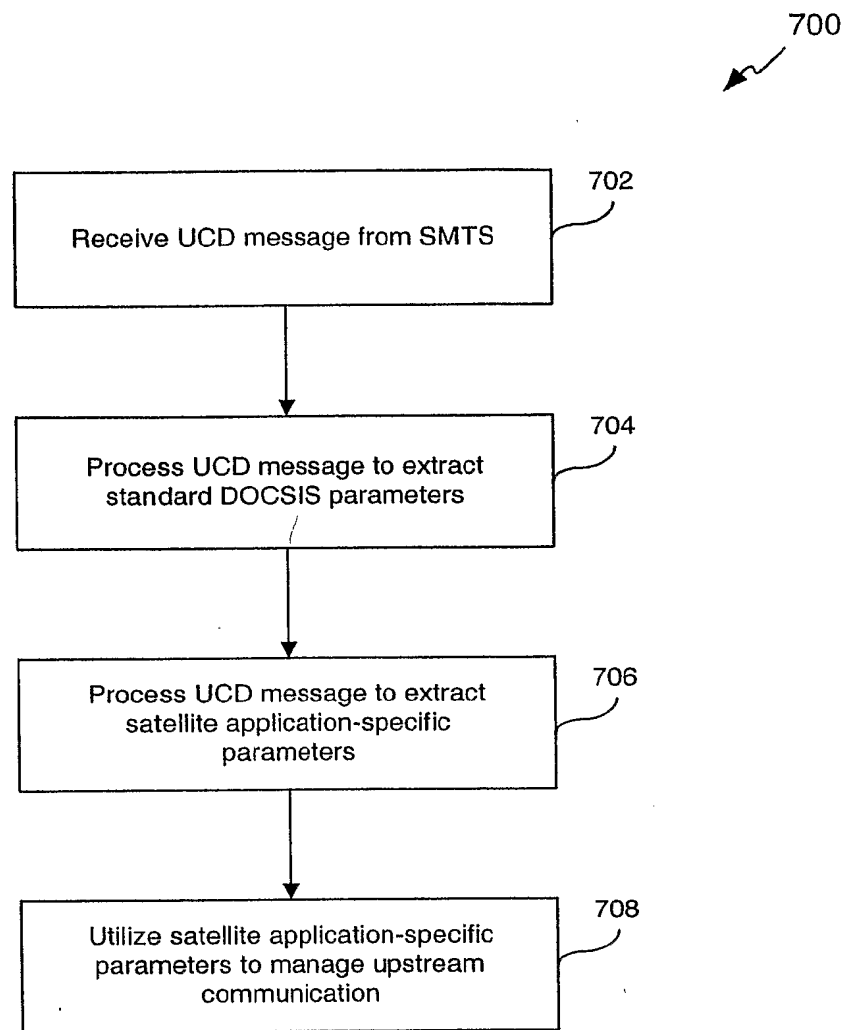 700
702
Receive UCD message from SMTS
704
Process UCD message to extract
standard DOCSIS parameters
706
Process UCD message to extract
satellite application-specific
parameters
708
Utilize satellite application-specific
parameters to manage upstream
communication